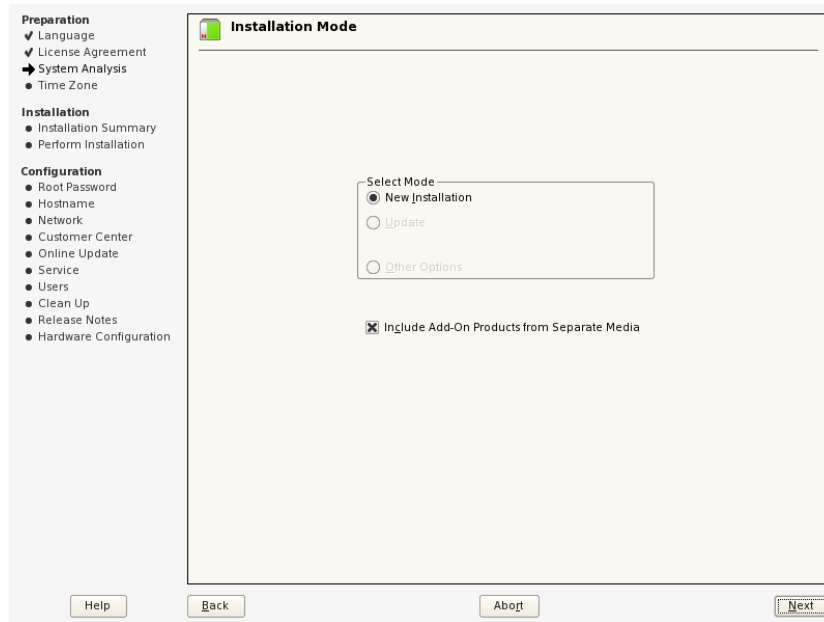 Preparation
Language
License Agreement
System Analysis
Time Zone
Installation
Installation Summary
Perform Installation
Configuration
Root Password
Hostname
Network
Customer Center
Online Update
Service
Users
Clean Up
Release Notes
Hardware Configuration
N
Installation Mode
Select Mode
New Installation
Update
Other Options
Include Add-On Products from Separate Media
Help
Back
Abort
Next